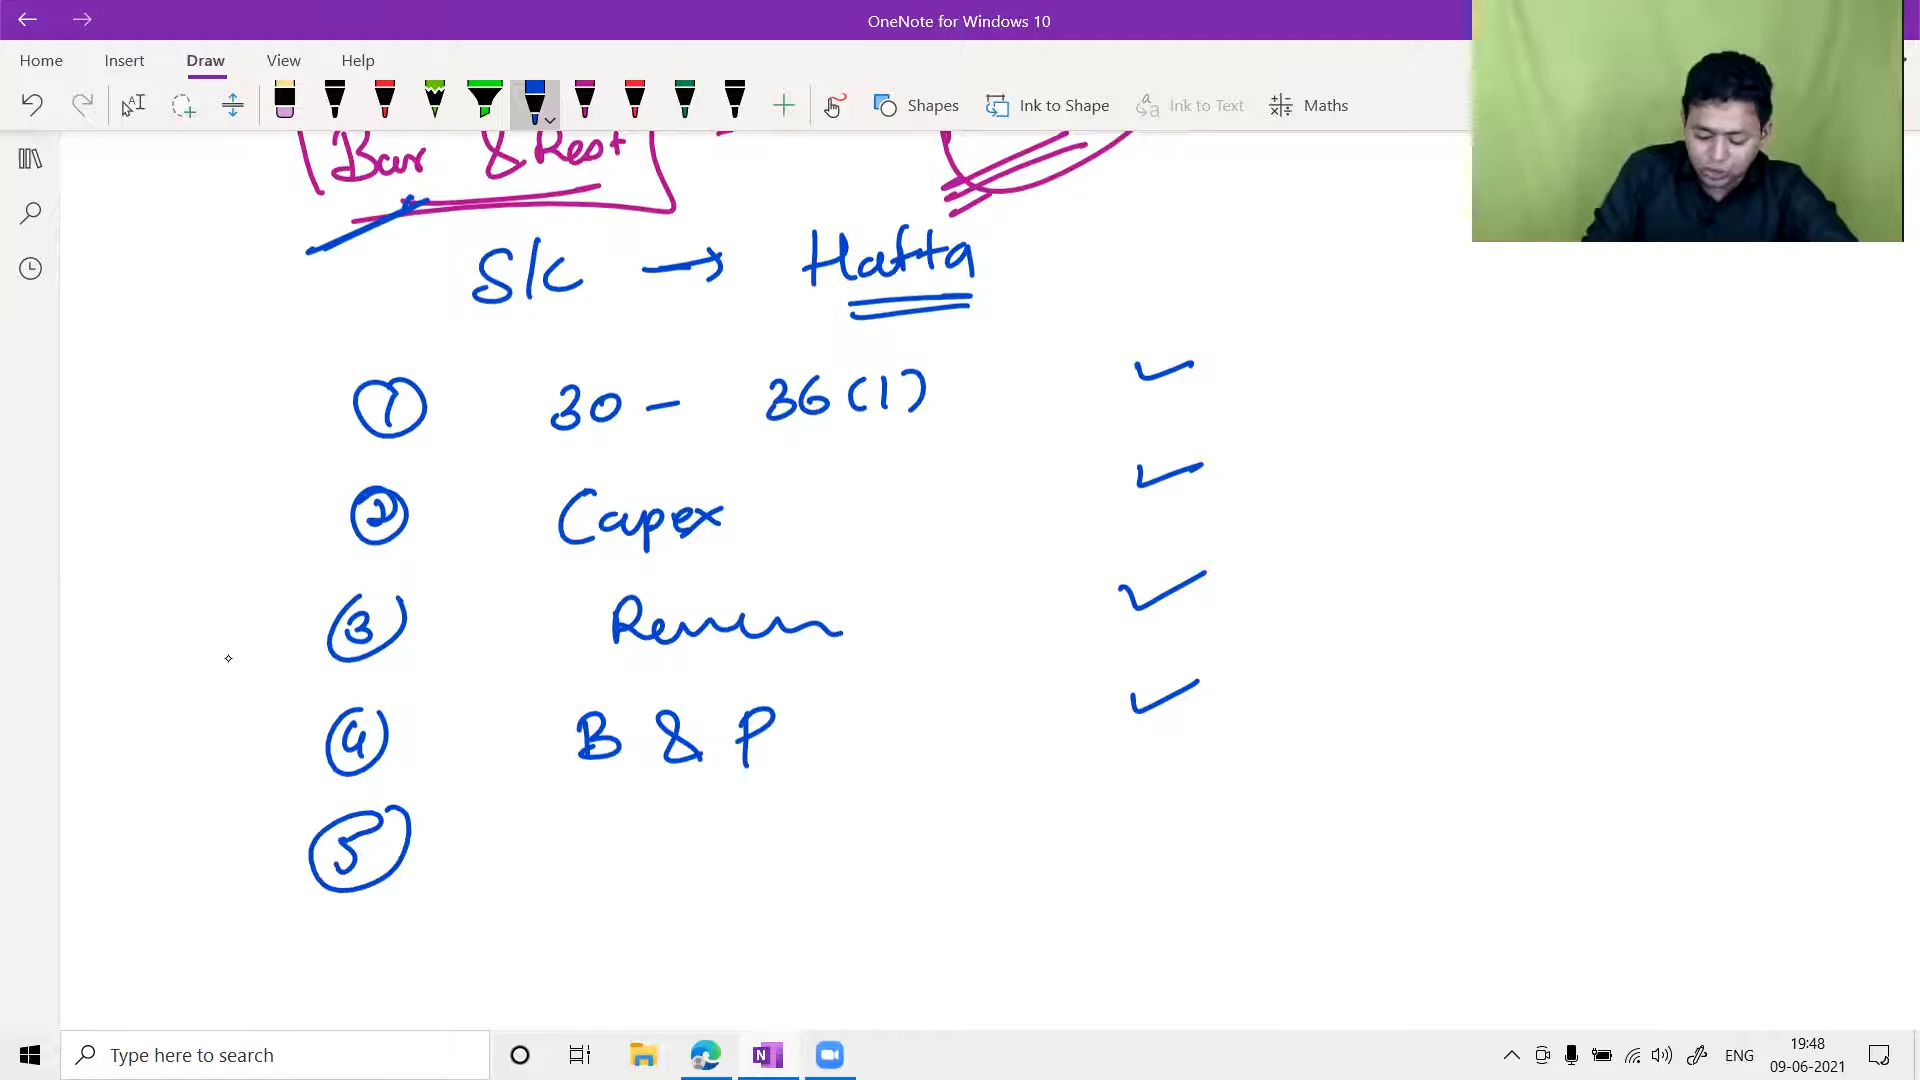 OneNote for Windows 10
Home Insert Draw View Help
Shapes Ink to Shape Ink to Text Maths
Bar & Rest
S/C → Hafta
① 30 - 36(1) ✓
② Capex ✓
③ ✓
④ B & P ✓
⑤
Type here to search
ENG
19:48
09-06-2021